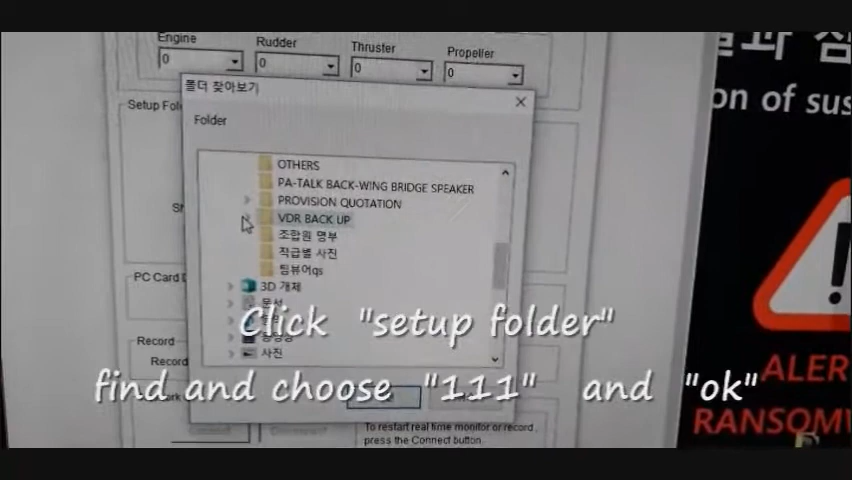 Engine Rudder Thruster Propeller
0 0 0 0
폴더 찾아보기
Setup Fol
Folder
on of sus
OTHERS
PA-TALK BACK-WING BRIDGE SPEAKER
PROVISION QUOTATION
VDR BACK UP
조합원 명부
직급별 사진
팀뷰어qs
PC Card
3D 개체
문서
Click "setup folder"
Record
사진
Record
find and choose "111" and "ok"
ALER
RANSOMW
To restart real time monitor or record,
press the Connect button.